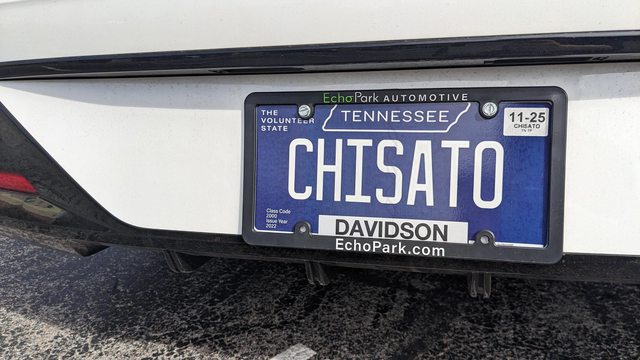 EchoPark AUTOMOTIVE
THE
VOLUNTEER
STATE
TENNESSEE
11-25
CHISATO
CHISATO
Class Code
2000
Issue Year
2022
DAVIDSON
EchoPark.com